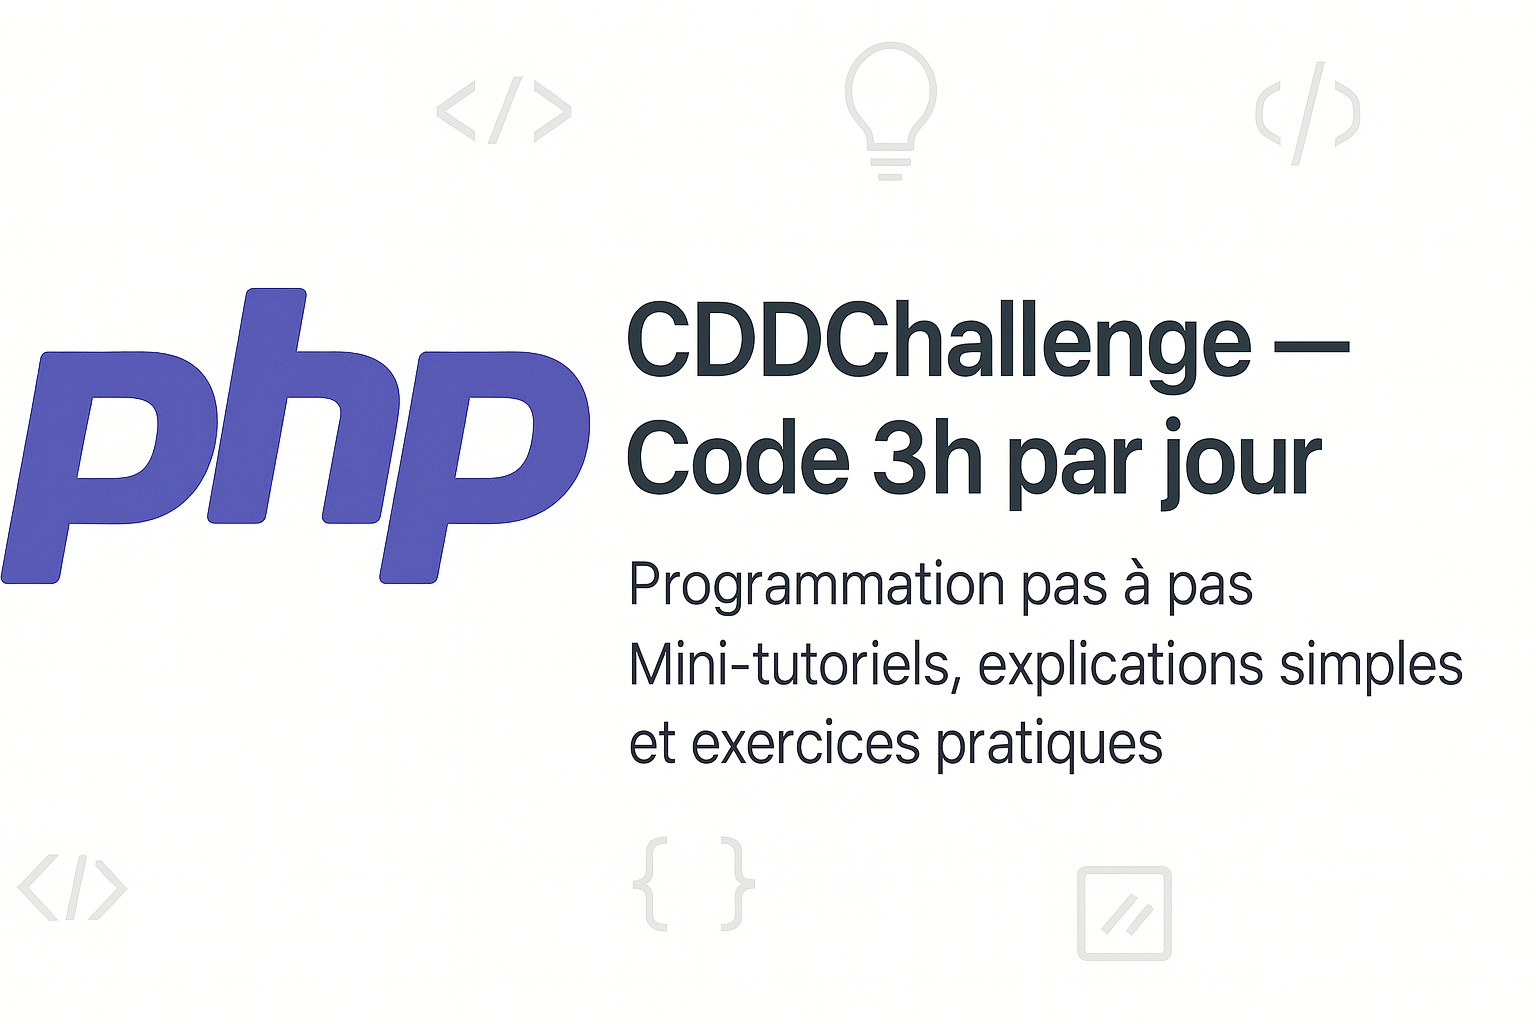 php
CDDChallenge —
Code 3h par jour
Programmation pas à pas
Mini-tutoriels, explications simples
et exercices pratiques